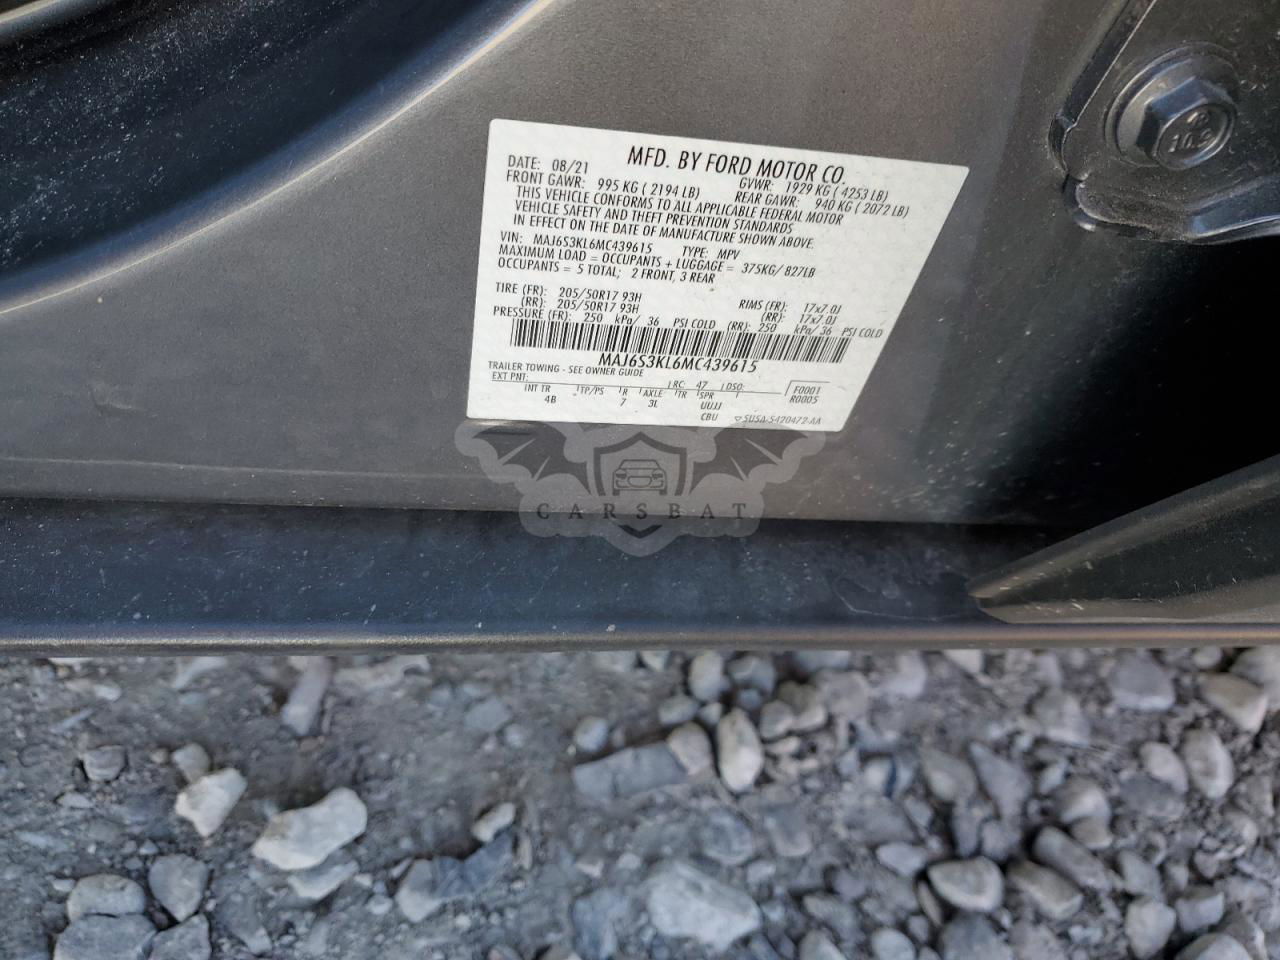 MFD. BY FORD MOTOR CO.
DATE: 08/21 GVWR: 1929 KG ( 4253 LB)
FRONT GAWR: 995 KG ( 2194 LB) REAR GAWR: 940 KG ( 2072 LB)
THIS VEHICLE CONFORMS TO ALL APPLICABLE FEDERAL MOTOR
VEHICLE SAFETY AND THEFT PREVENTION STANDARDS
IN EFFECT ON THE DATE OF MANUFACTURE SHOWN ABOVE.
VIN: MAJ6S3KL6MC439615 TYPE: MPV
MAXIMUM LOAD = OCCUPANTS + LUGGAGE = 375KG/ 827LB
OCCUPANTS = 5 TOTAL; 2 FRONT, 3 REAR
TIRE (FR): 205/50R17 93H RIMS (FR): 17x7.0J
(RR): 205/50R17 93H (RR): 17x7.0J
PRESSURE (FR): 250 kPa/ 36 PSI COLD (RR): 250 kPa/ 36 PSI COLD
MAJ6S3KL6MC439615
TRAILER TOWING - SEE OWNER GUIDE
EXT PNT: RC: 47 DSO: F0001
INT TR TP/PS R AXLE TR SPR R0005
4B 7 3L UUJJ
CBU 5U5A-5420472-AA
10.9
CARSBAT